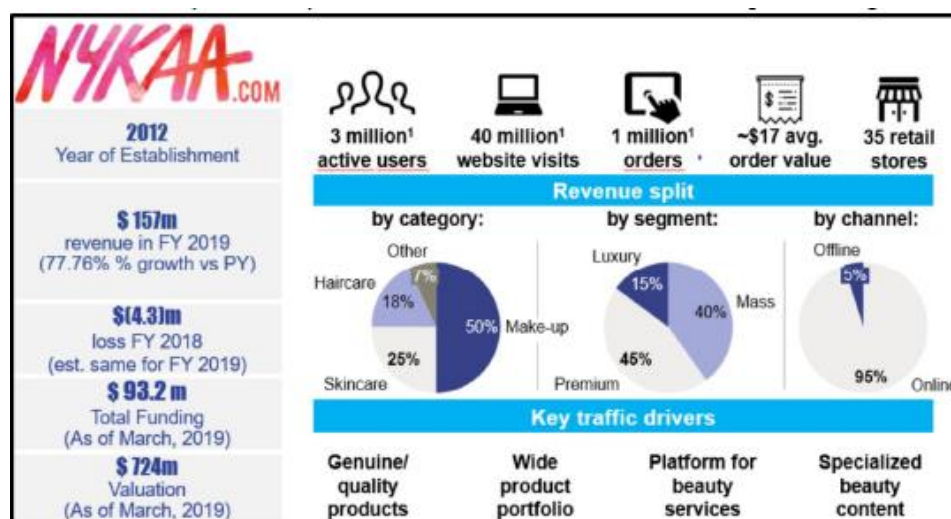 NYKAA.COM
2012
Year of Establishment
$ 157m
revenue in FY 2019
(77.76% % growth vs PY)
$(4.3)m
loss FY 2018
(est. same for FY 2019)
$ 93.2 m
Total Funding
(As of March, 2019)
$ 724m
Valuation
(As of March, 2019)
3 million¹
active users
40 million¹
website visits
1 million¹
orders
~$17 avg.
order value
35 retail
stores
Revenue split
by category:
Other
7%
Haircare
18%
50% Make-up
25%
Skincare
by segment:
Luxury
15%
40% Mass
45%
Premium
by channel:
Offline
5%
95%
Online
Key traffic drivers
Genuine/
quality
products
Wide
product
portfolio
Platform for
beauty
services
Specialized
beauty
content